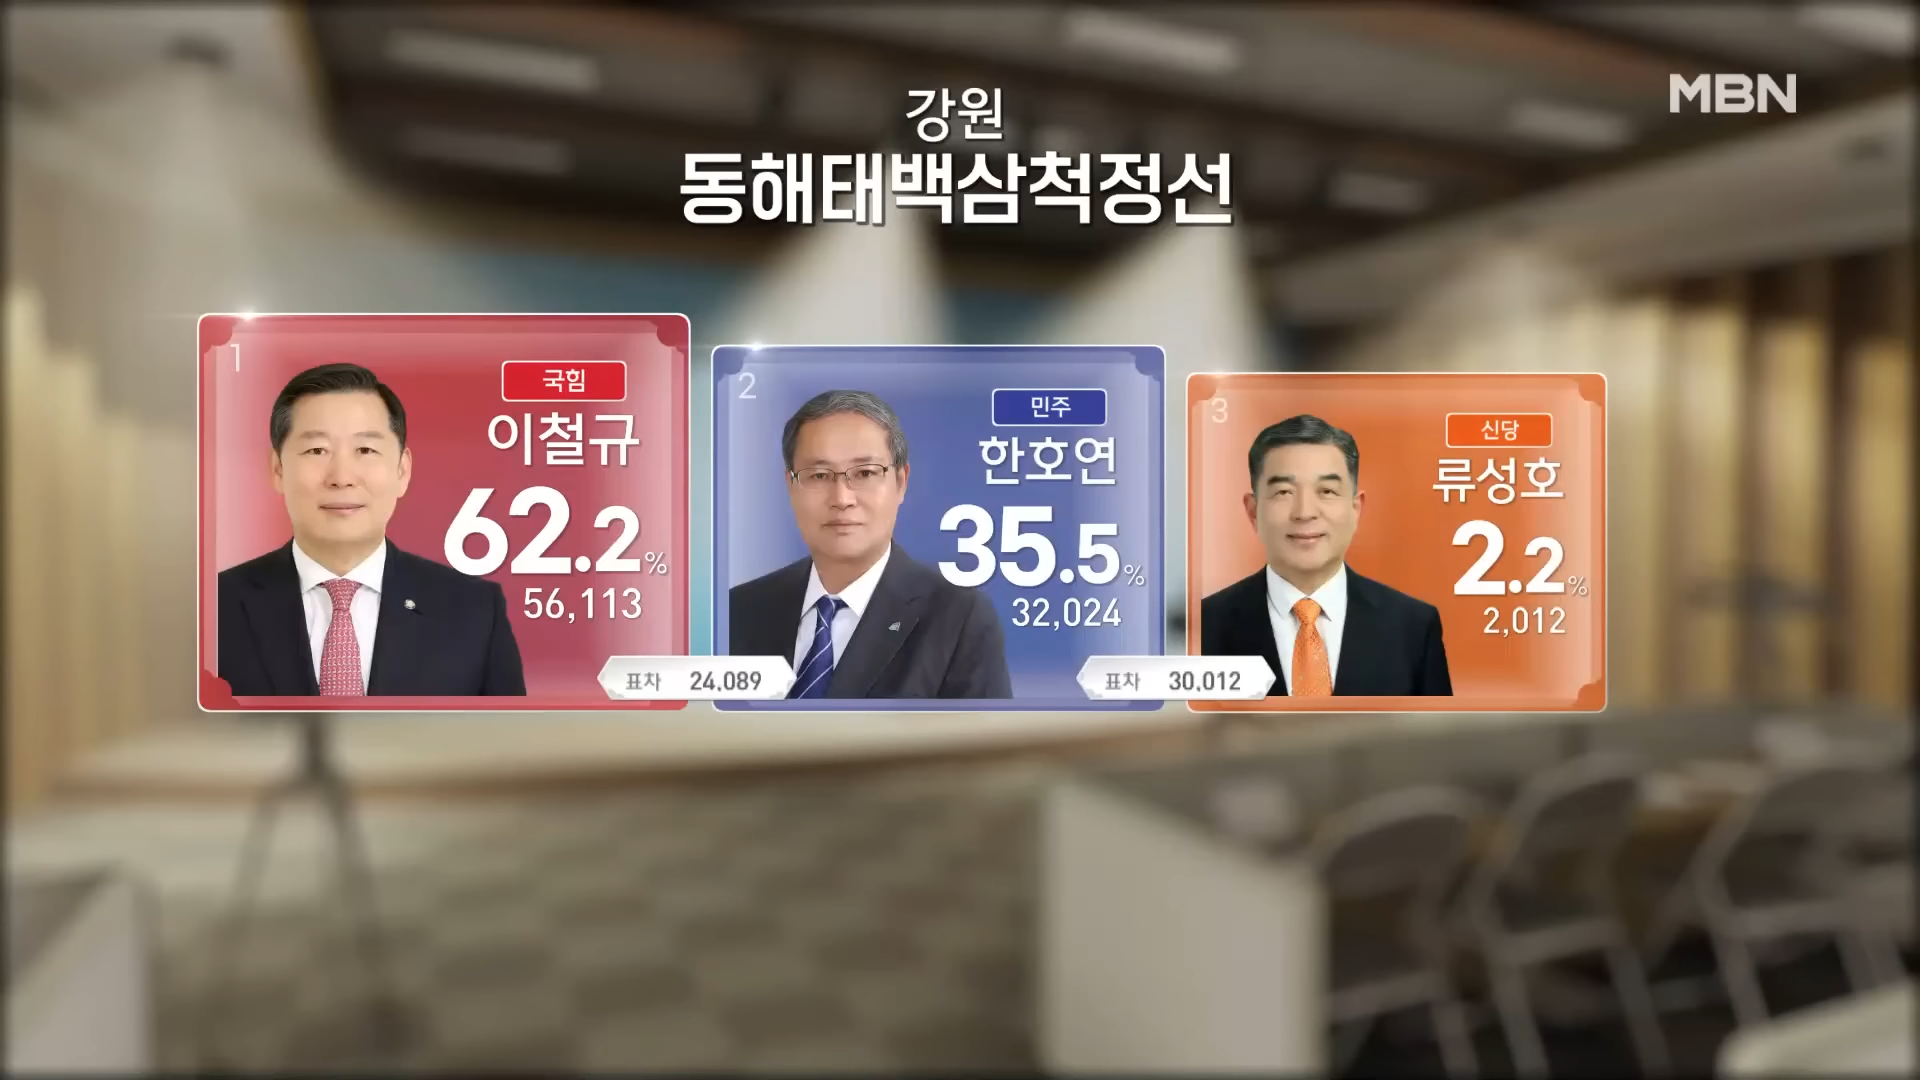 MBN
강원
동해태백삼척정선
1
국힘
이철규
62.2%
56,113
표차 24,089
2
민주
한호연
35.5%
32,024
표차 30,012
3
신당
류성호
2.2%
2,012